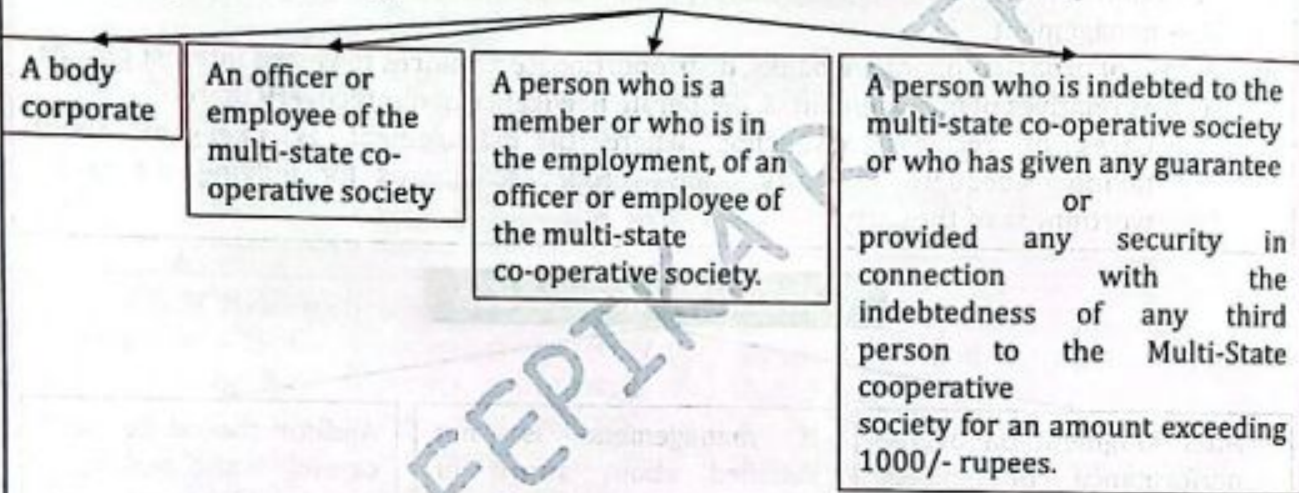 A body
corporate
An officer or
employee of the
multi-state co-
operative society
A person who is a
member or who is in
the employment, of an
officer or employee of
the multi-state
co-operative society.
A person who is indebted to the
multi-state co-operative society
or who has given any guarantee
or
provided any security in
connection with the
indebtedness of any third
person to the Multi-State
cooperative
society for an amount exceeding
1000/- rupees.